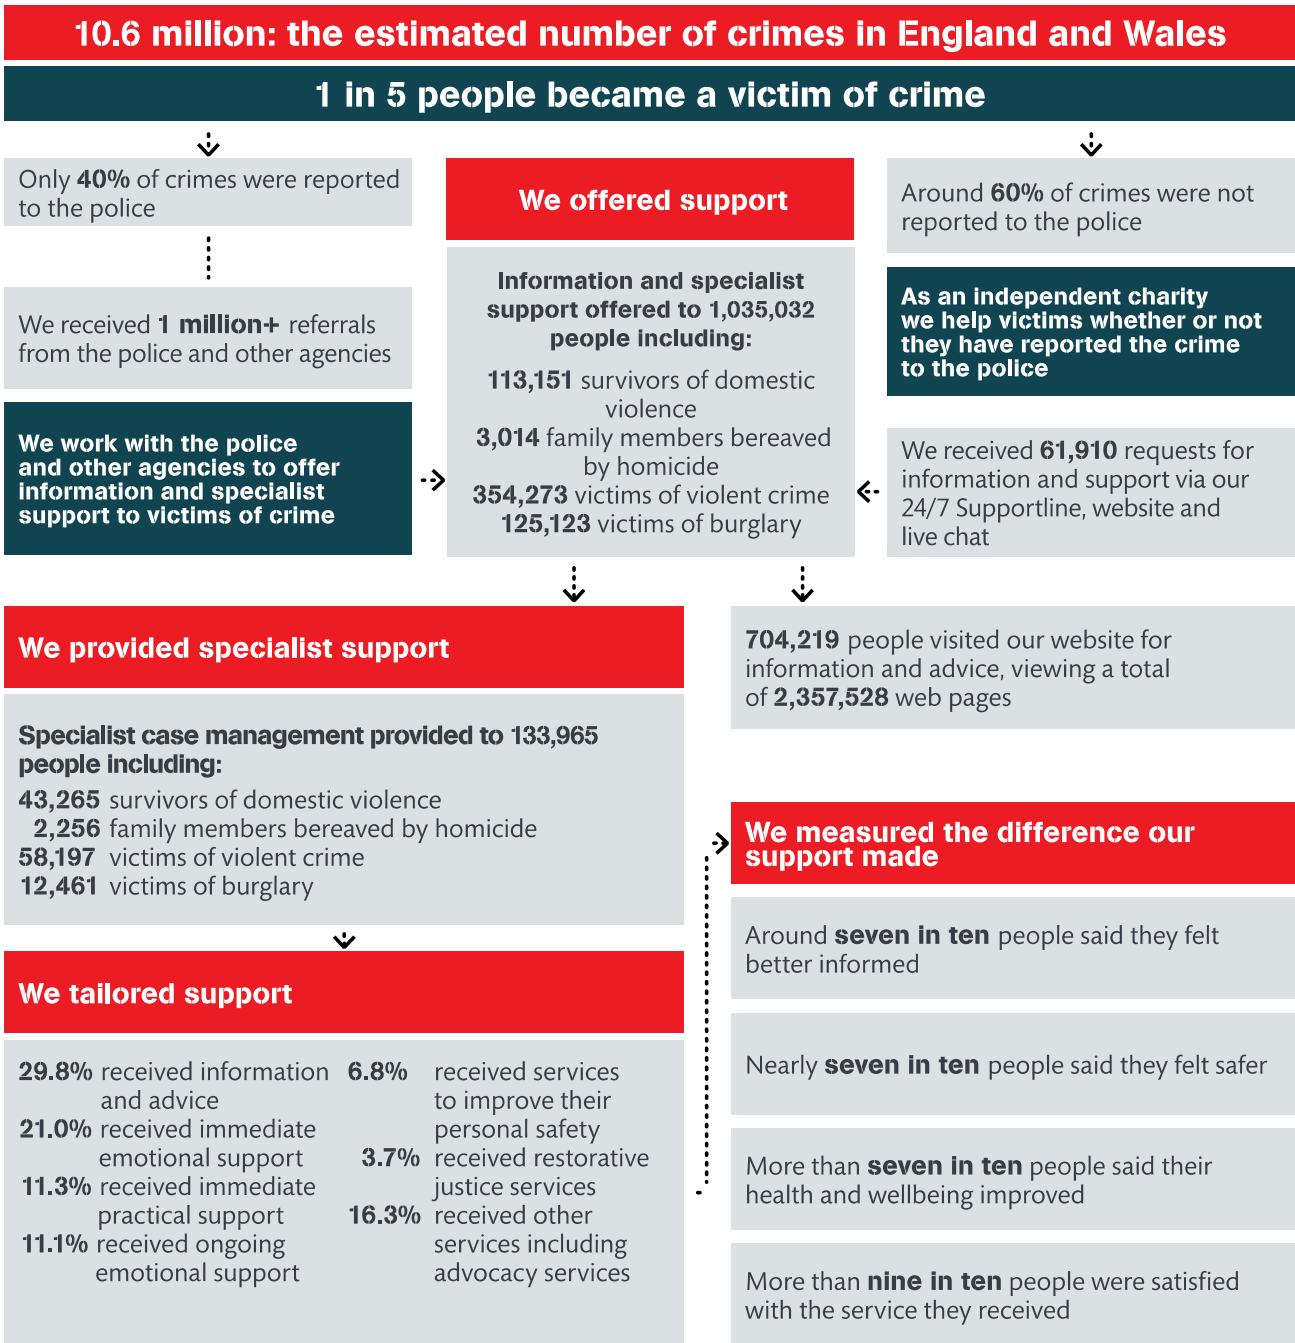 10.6 million: the estimated number of crimes in England and Wales
1 in 5 people became a victim of crime
Only 40% of crimes were reported
to the police
We received 1 million+ referrals
from the police and other agencies
We work with the police
and other agencies to offer
information and specialist
support to victims of crime
We offered support
Information and specialist
support offered to 1,035,032
people including:
113,151 survivors of domestic
violence
3,014 family members bereaved
by homicide
354,273 victims of violent crime
125,123 victims of burglary
Around 60% of crimes were not
reported to the police
As an independent charity
we help victims whether or not
they have reported the crime
to the police
We received 61,910 requests for
information and support via our
24/7 Supportline, website and
live chat
We provided specialist support
Specialist case management provided to 133,965
people including:
43,265 survivors of domestic violence
2,256 family members bereaved by homicide
58,197 victims of violent crime
12,461 victims of burglary
704,219 people visited our website for
information and advice, viewing a total
of 2,357,528 web pages
We tailored support
29.8% received information
and advice
21.0% received immediate
emotional support
11.3% received immediate
practical support
11.1% received ongoing
emotional support
6.8% received services
to improve their
personal safety
3.7% received restorative
justice services
16.3% received other
services including
advocacy services
We measured the difference our
support made
Around seven in ten people said they felt
better informed
Nearly seven in ten people said they felt safer
More than seven in ten people said their
health and wellbeing improved
More than nine in ten people were satisfied
with the service they received